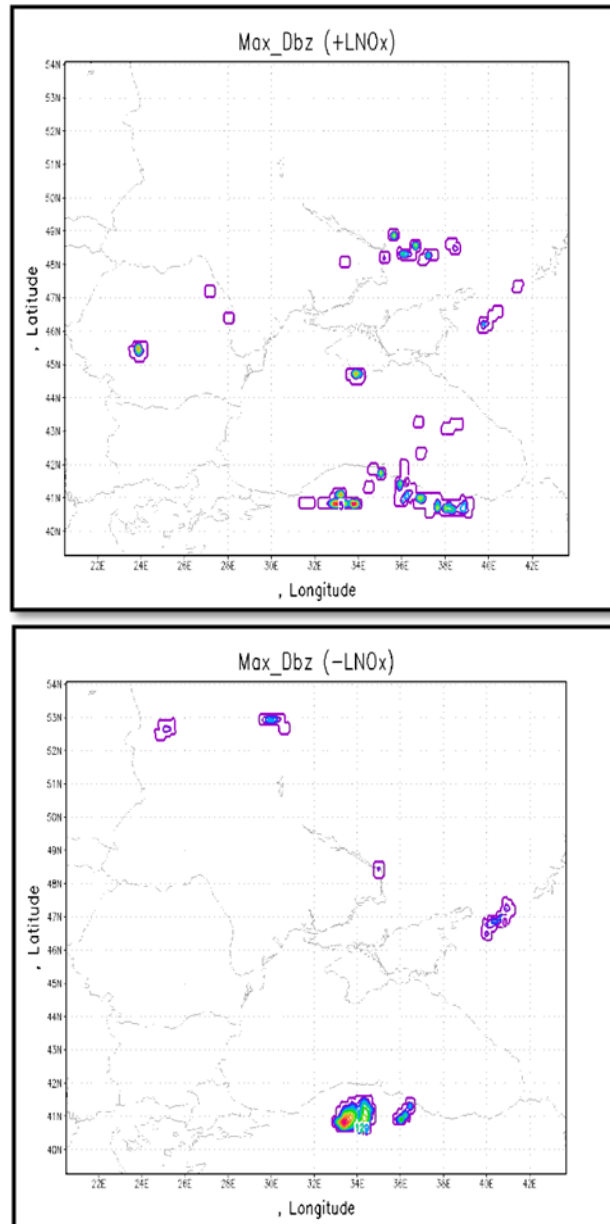 Max_Dbz (+LNOx)
54N
53N
52N
51N
50N
49N
48N
47N
46N
45N
44N
43N
42N
41N
40N
, Latitude
22E 24E 26E 28E 30E 32E 34E 36E 38E 40E 42E
, Longitude
Max_Dbz (−LNOx)
54N
53N
52N
51N
50N
49N
48N
47N
46N
45N
44N
43N
42N
41N
40N
, Latitude
22E 24E 26E 28E 30E 32E 34E 36E 38E 40E 42E
, Longitude